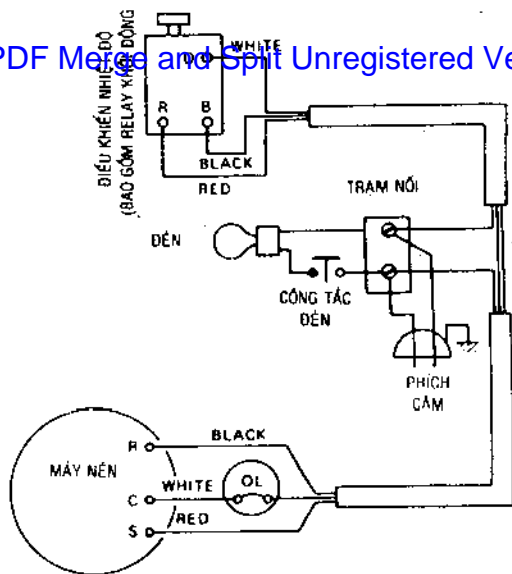 PDF Merge and Split Unregistered Ve
ĐIỀU KHIỂN NHIỆT ĐỘ
(BAO GỒM RELAY KHỞI ĐỘNG
D
WHITE
R
B
BLACK
RED
TRẠM NỐI
ĐÈN
CÔNG TẮC
ĐÈN
PHÍCH
CẮM
MÁY NÉN
R
BLACK
C
WHITE
OL
S
RED